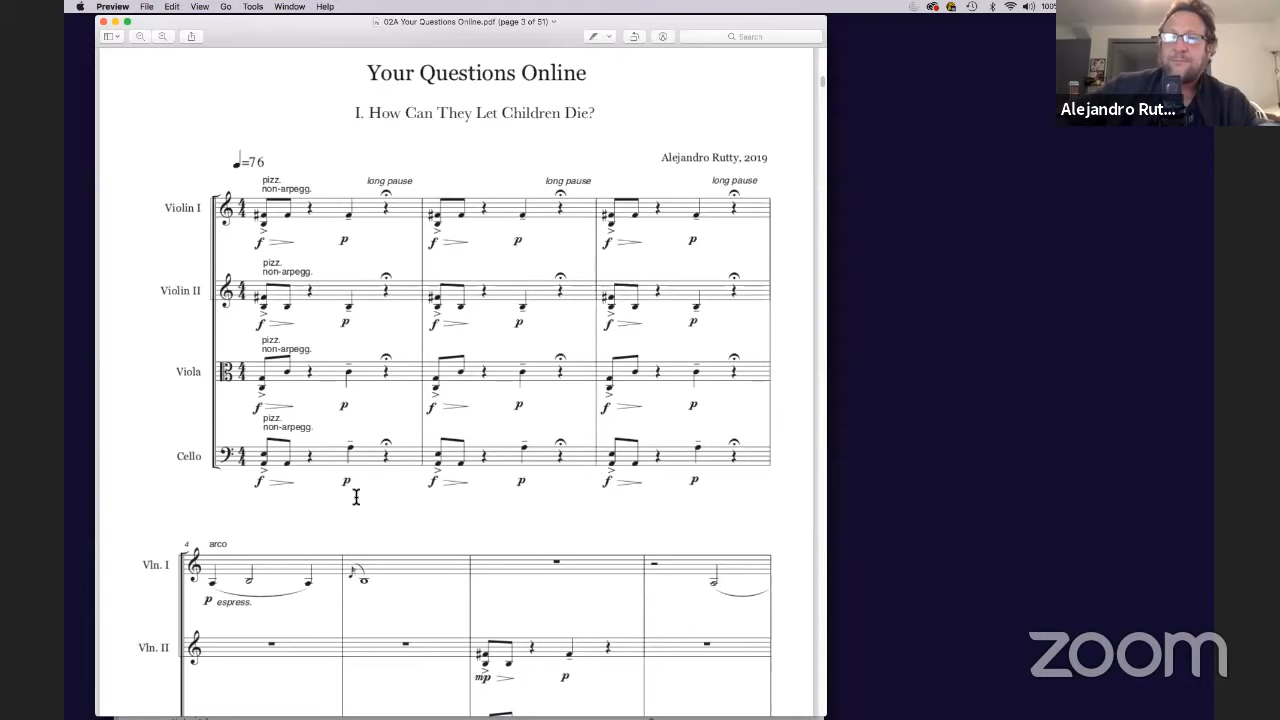 Preview File Edit View Go Tools Window Help 100%
02A Your Questions Online.pdf (page 3 of 51)
Search
Alejandro Rut...
Your Questions Online
I. How Can They Let Children Die?
=76
Alejandro Rutty, 2019
pizz.
non-arpegg.
long pause long pause long pause
Violin I
f p f p f p
pizz.
non-arpegg.
Violin II
f p f p f p
pizz.
non-arpegg.
Viola
f p f p f p
pizz.
non-arpegg.
Cello
f p f p f p
4 arco
Vln. I
p espress.
Vln. II
mp p
zoom